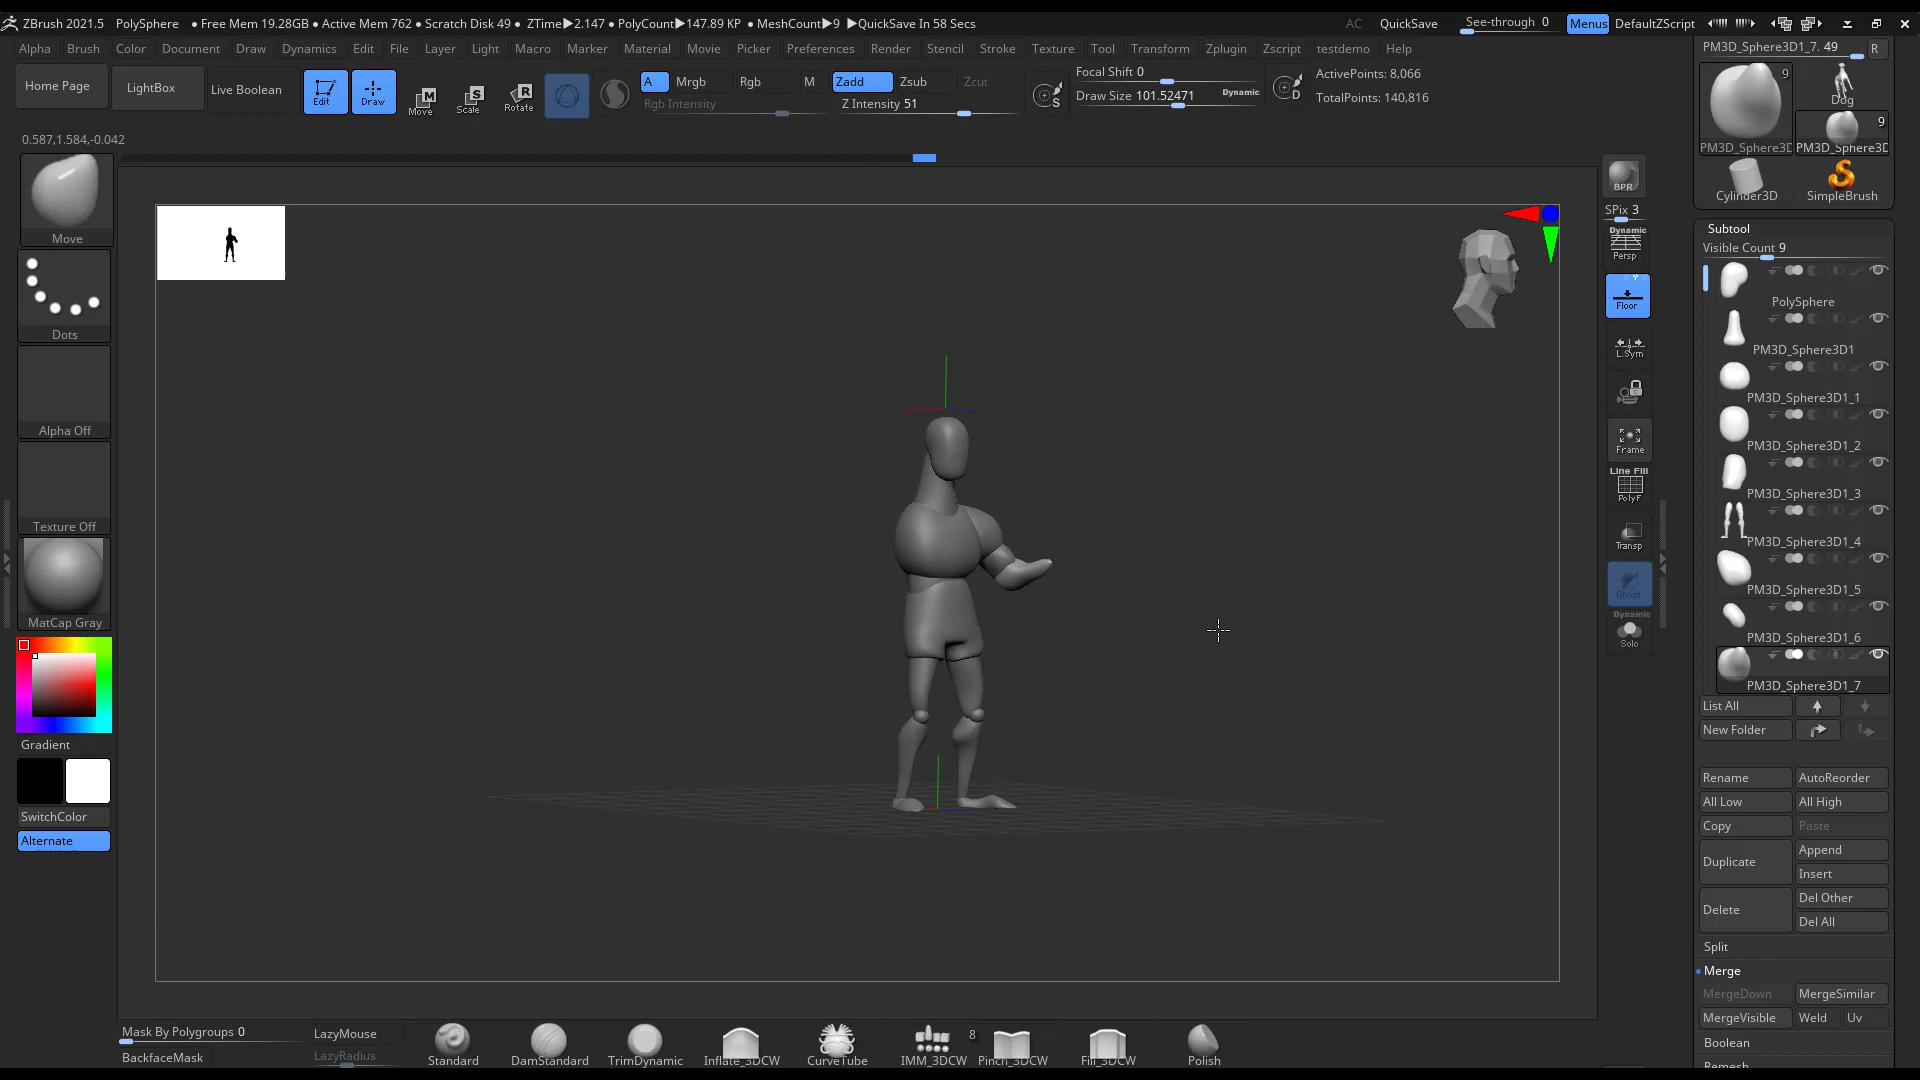 ZBrush 2021.5 PolySphere ● Free Mem 19.28GB ● Active Mem 762 ● Scratch Disk 49 ● ZTime▶2.147 ● PolyCount▶147.89 KP ● MeshCount▶9 ▶QuickSave In 58 Secs AC QuickSave See-through 0 Menus DefaultZScript
Alpha Brush Color Document Draw Dynamics Edit File Layer Light Macro Marker Material Movie Picker Preferences Render Stencil Stroke Texture Tool Transform Zplugin Zscript testdemo Help
Home Page LightBox Live Boolean Edit Draw Move Scale Rotate
A Mrgb Rgb M Zadd Zsub Zcut
Rgb Intensity Z Intensity 51
Focal Shift 0
Draw Size 101.52471 Dynamic
ActivePoints: 8,066
TotalPoints: 140,816
0.587,1.584,-0.042
Move
Dots
Alpha Off
Texture Off
MatCap Gray
Gradient
SwitchColor
Alternate
BPR
SPix 3
Dynamic
Persp
Floor
L.Sym
Frame
Line Fill
PolyF
Transp
Ghost
Dynamic
Solo
PM3D_Sphere3D1_7. 49 R
9
Dog
9
PM3D_Sphere3D PM3D_Sphere3D
Cylinder3D SimpleBrush
Subtool
Visible Count 9
PolySphere
PM3D_Sphere3D1
PM3D_Sphere3D1_1
PM3D_Sphere3D1_2
PM3D_Sphere3D1_3
PM3D_Sphere3D1_4
PM3D_Sphere3D1_5
PM3D_Sphere3D1_6
PM3D_Sphere3D1_7
List All
New Folder
Rename AutoReorder
All Low All High
Copy Paste
Duplicate Append
Insert
Delete Del Other
Del All
Split
Merge
MergeDown MergeSimilar
MergeVisible Weld Uv
Boolean
Remesh
Mask By Polygroups 0
BackfaceMask
LazyMouse
LazyRadius
Standard DamStandard TrimDynamic Inflate_3DCW CurveTube IMM_3DCW 8 Pinch_3DCW Fill_3DCW Polish